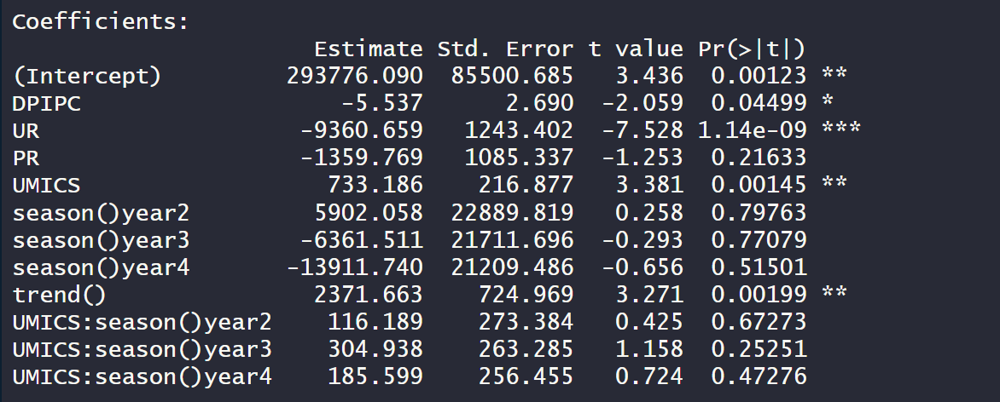 Coefficients:
Estimate Std. Error t value Pr(>|t|)
(Intercept) 293776.090 85500.685 3.436 0.00123 **
DPIPC -5.537 2.690 -2.059 0.04499 *
UR -9360.659 1243.402 -7.528 1.14e-09 ***
PR -1359.769 1085.337 -1.253 0.21633
UMICS 733.186 216.877 3.381 0.00145 **
season()year2 5902.058 22889.819 0.258 0.79763
season()year3 -6361.511 21711.696 -0.293 0.77079
season()year4 -13911.740 21209.486 -0.656 0.51501
trend() 2371.663 724.969 3.271 0.00199 **
UMICS:season()year2 116.189 273.384 0.425 0.67273
UMICS:season()year3 304.938 263.285 1.158 0.25251
UMICS:season()year4 185.599 256.455 0.724 0.47276